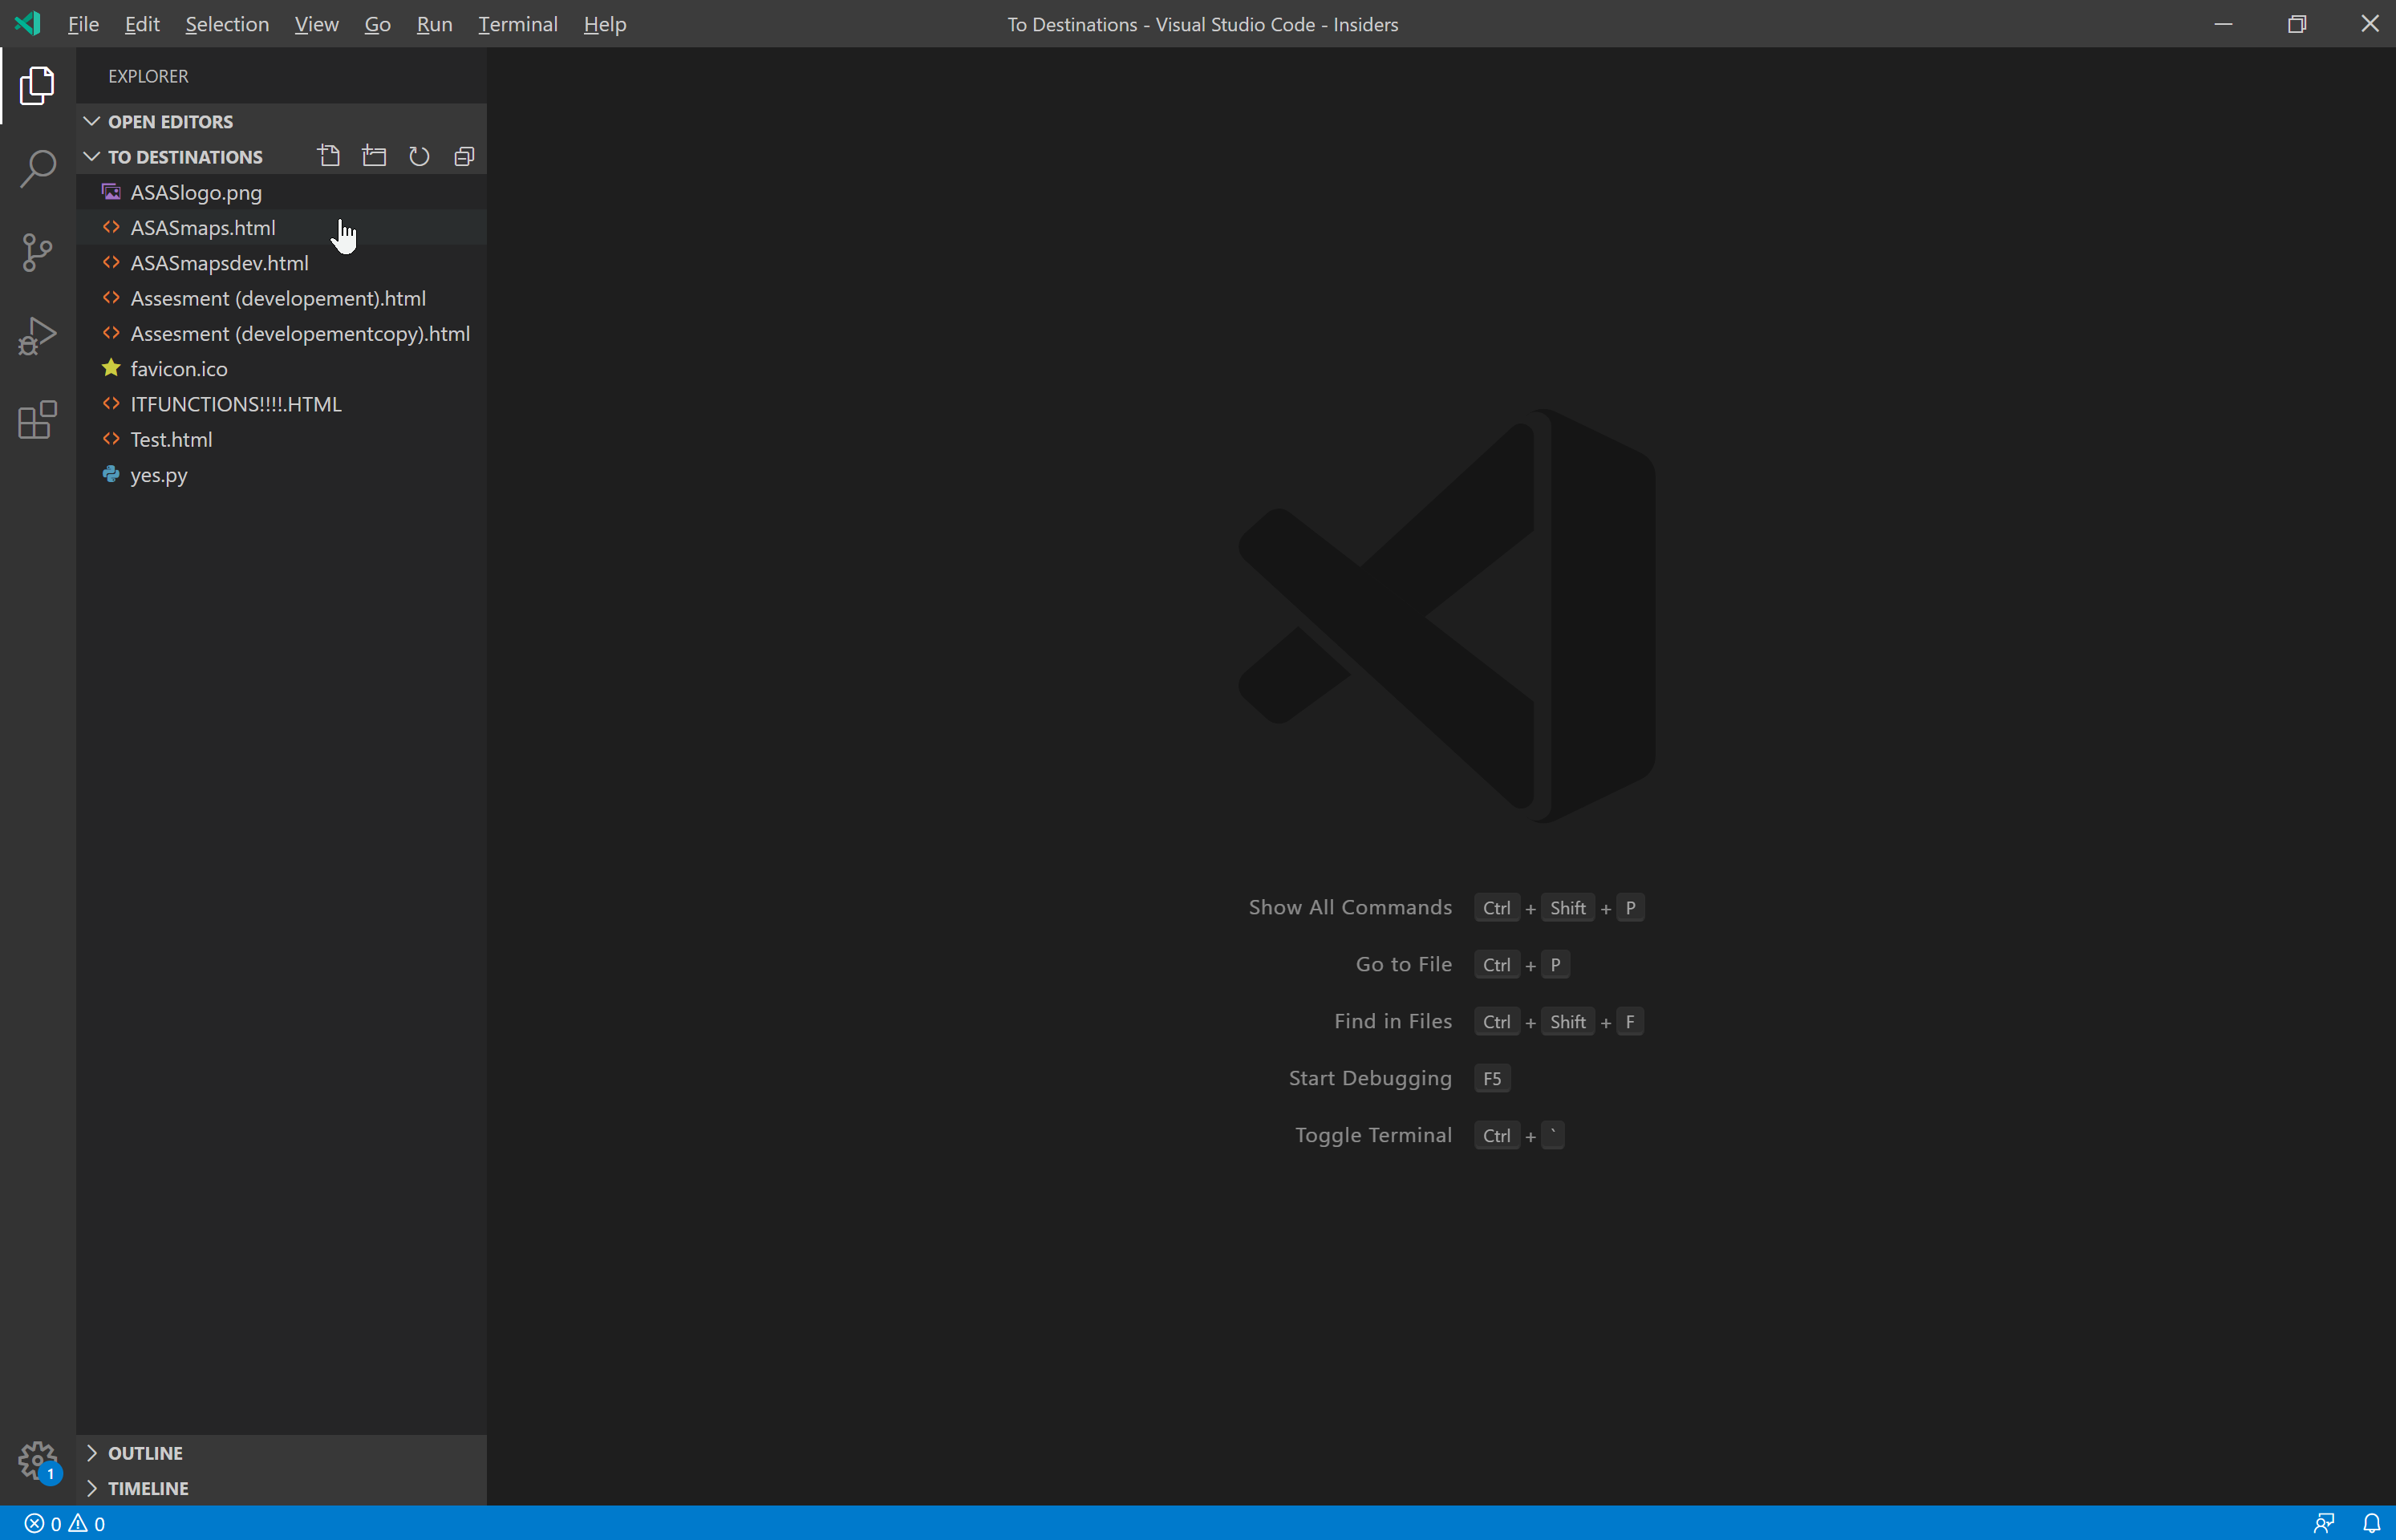 File Edit Selection View Go Run Terminal Help
To Destinations - Visual Studio Code - Insiders
EXPLORER
OPEN EDITORS
TO DESTINATIONS
ASASlogo.png
ASASmaps.html
ASASmapsdev.html
Assesment (developement).html
Assesment (developementcopy).html
favicon.ico
ITFUNCTIONS!!!!.HTML
Test.html
yes.py
Show All Commands Ctrl + Shift + P
Go to File Ctrl + P
Find in Files Ctrl + Shift + F
Start Debugging F5
Toggle Terminal Ctrl + `
OUTLINE
TIMELINE
1
0 0